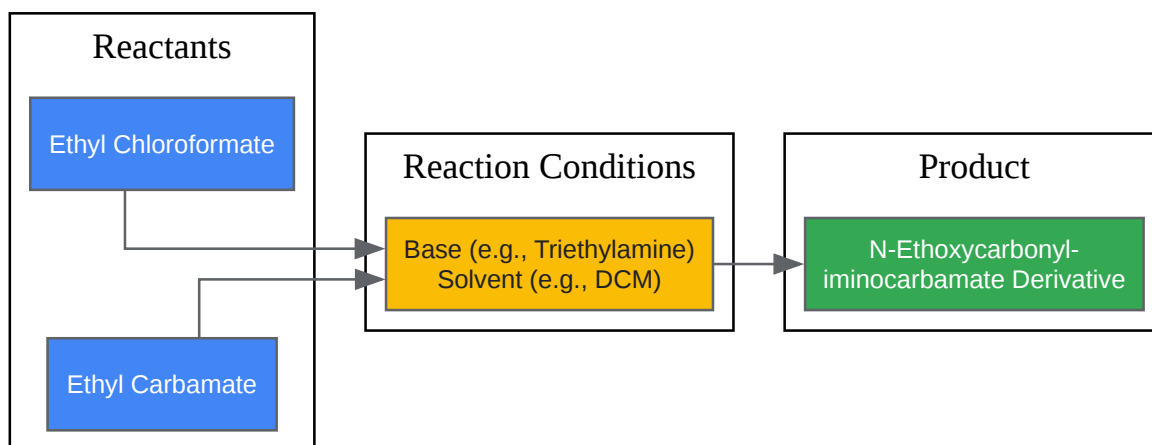 Reactants
Ethyl Chloroformate
Ethyl Carbamate
Reaction Conditions
Base (e.g., Triethylamine)
Solvent (e.g., DCM)
Product
N-Ethoxycarbonyl-
iminocarbamate Derivative